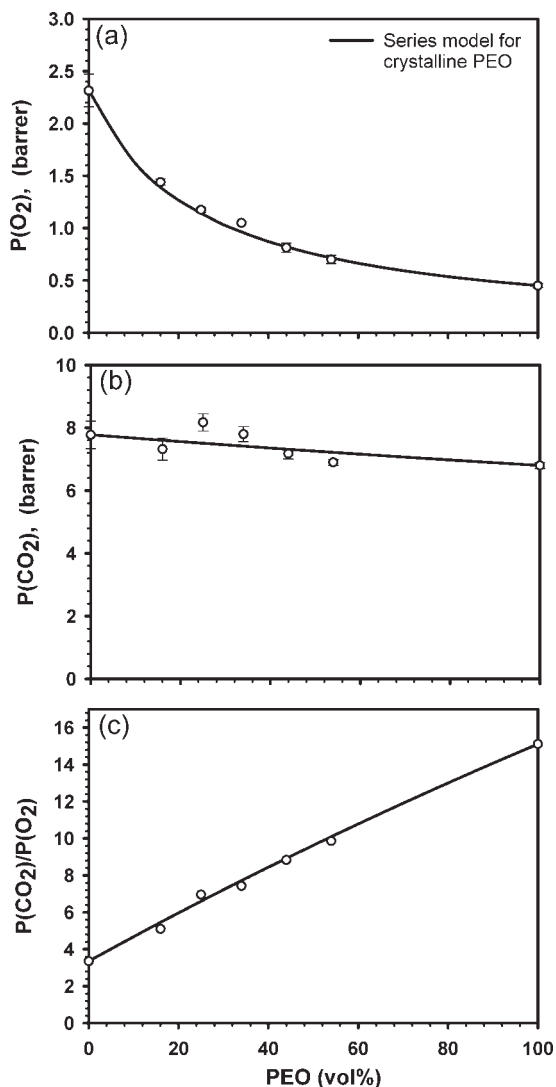 (a)
Series model for
crystalline PEO
P(O2), (barrer)
3.0
2.5
2.0
1.5
1.0
0.5
0.0
(b)
P(CO2), (barrer)
10
8
6
4
2
0
(c)
P(CO2)/P(O2)
16
14
12
10
8
6
4
2
0
0 20 40 60 80 100
PEO (vol%)